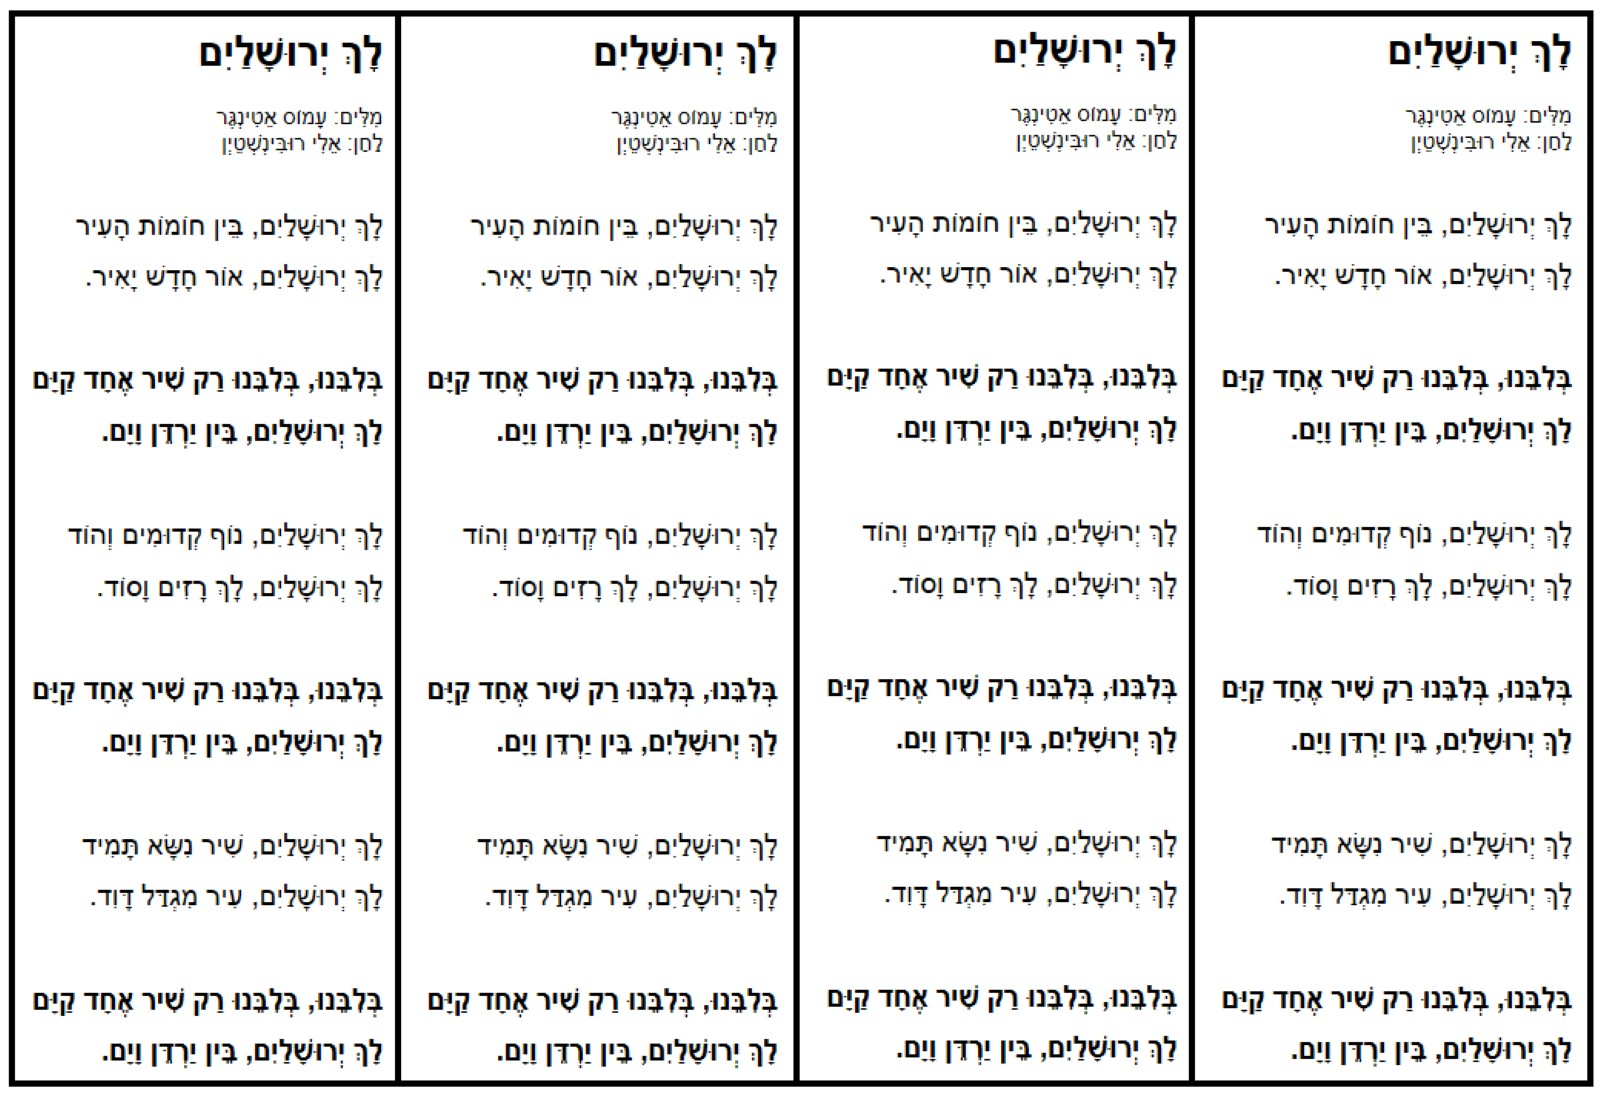 לָךְ יְרוּשָׁלַיִם
מִלִּים: עָמוֹס אֵטִינְגֶּר
לַחַן: אֵלִי רוּבִּינְשְׁטֵיְן
לָךְ יְרוּשָׁלַיִם, בֵּין חוֹמוֹת הָעִיר
לָךְ יְרוּשָׁלַיִם, אוֹר חָדָשׁ יָאִיר.
בְּלִבֵּנוּ, בְּלִבֵּנוּ רַק שִׁיר אֶחָד קַיָּם
לָךְ יְרוּשָׁלַיִם, בֵּין יַרְדֵּן וָיָם.
לָךְ יְרוּשָׁלַיִם, נוֹף קְדוּמִים וְהוֹד
לָךְ יְרוּשָׁלַיִם, לָךְ רָזִים וָסוֹד.
בְּלִבֵּנוּ, בְּלִבֵּנוּ רַק שִׁיר אֶחָד קַיָּם
לָךְ יְרוּשָׁלַיִם, בֵּין יַרְדֵּן וָיָם.
לָךְ יְרוּשָׁלַיִם, שִׁיר נִשָּׂא תָּמִיד
לָךְ יְרוּשָׁלַיִם, עִיר מִגְדַּל דָּוִד.
בְּלִבֵּנוּ, בְּלִבֵּנוּ רַק שִׁיר אֶחָד קַיָּם
לָךְ יְרוּשָׁלַיִם, בֵּין יַרְדֵּן וָיָם.
לָךְ יְרוּשָׁלַיִם
מִלִּים: עָמוֹס אֵטִינְגֶּר
לַחַן: אֵלִי רוּבִּינְשְׁטֵיְן
לָךְ יְרוּשָׁלַיִם, בֵּין חוֹמוֹת הָעִיר
לָךְ יְרוּשָׁלַיִם, אוֹר חָדָשׁ יָאִיר.
בְּלִבֵּנוּ, בְּלִבֵּנוּ רַק שִׁיר אֶחָד קַיָּם
לָךְ יְרוּשָׁלַיִם, בֵּין יַרְדֵּן וָיָם.
לָךְ יְרוּשָׁלַיִם, נוֹף קְדוּמִים וְהוֹד
לָךְ יְרוּשָׁלַיִם, לָךְ רָזִים וָסוֹד.
בְּלִבֵּנוּ, בְּלִבֵּנוּ רַק שִׁיר אֶחָד קַיָּם
לָךְ יְרוּשָׁלַיִם, בֵּין יַרְדֵּן וָיָם.
לָךְ יְרוּשָׁלַיִם, שִׁיר נִשָּׂא תָּמִיד
לָךְ יְרוּשָׁלַיִם, עִיר מִגְדַּל דָּוִד.
בְּלִבֵּנוּ, בְּלִבֵּנוּ רַק שִׁיר אֶחָד קַיָּם
לָךְ יְרוּשָׁלַיִם, בֵּין יַרְדֵּן וָיָם.
לָךְ יְרוּשָׁלַיִם
מִלִּים: עָמוֹס אֵטִינְגֶּר
לַחַן: אֵלִי רוּבִּינְשְׁטֵיְן
לָךְ יְרוּשָׁלַיִם, בֵּין חוֹמוֹת הָעִיר
לָךְ יְרוּשָׁלַיִם, אוֹר חָדָשׁ יָאִיר.
בְּלִבֵּנוּ, בְּלִבֵּנוּ רַק שִׁיר אֶחָד קַיָּם
לָךְ יְרוּשָׁלַיִם, בֵּין יַרְדֵּן וָיָם.
לָךְ יְרוּשָׁלַיִם, נוֹף קְדוּמִים וְהוֹד
לָךְ יְרוּשָׁלַיִם, לָךְ רָזִים וָסוֹד.
בְּלִבֵּנוּ, בְּלִבֵּנוּ רַק שִׁיר אֶחָד קַיָּם
לָךְ יְרוּשָׁלַיִם, בֵּין יַרְדֵּן וָיָם.
לָךְ יְרוּשָׁלַיִם, שִׁיר נִשָּׂא תָּמִיד
לָךְ יְרוּשָׁלַיִם, עִיר מִגְדַּל דָּוִד.
בְּלִבֵּנוּ, בְּלִבֵּנוּ רַק שִׁיר אֶחָד קַיָּם
לָךְ יְרוּשָׁלַיִם, בֵּין יַרְדֵּן וָיָם.
לָךְ יְרוּשָׁלַיִם
מִלִּים: עָמוֹס אֵטִינְגֶּר
לַחַן: אֵלִי רוּבִּינְשְׁטֵיְן
לָךְ יְרוּשָׁלַיִם, בֵּין חוֹמוֹת הָעִיר
לָךְ יְרוּשָׁלַיִם, אוֹר חָדָשׁ יָאִיר.
בְּלִבֵּנוּ, בְּלִבֵּנוּ רַק שִׁיר אֶחָד קַיָּם
לָךְ יְרוּשָׁלַיִם, בֵּין יַרְדֵּן וָיָם.
לָךְ יְרוּשָׁלַיִם, נוֹף קְדוּמִים וְהוֹד
לָךְ יְרוּשָׁלַיִם, לָךְ רָזִים וָסוֹד.
בְּלִבֵּנוּ, בְּלִבֵּנוּ רַק שִׁיר אֶחָד קַיָּם
לָךְ יְרוּשָׁלַיִם, בֵּין יַרְדֵּן וָיָם.
לָךְ יְרוּשָׁלַיִם, שִׁיר נִשָּׂא תָּמִיד
לָךְ יְרוּשָׁלַיִם, עִיר מִגְדַּל דָּוִד.
בְּלִבֵּנוּ, בְּלִבֵּנוּ רַק שִׁיר אֶחָד קַיָּם
לָךְ יְרוּשָׁלַיִם, בֵּין יַרְדֵּן וָיָם.